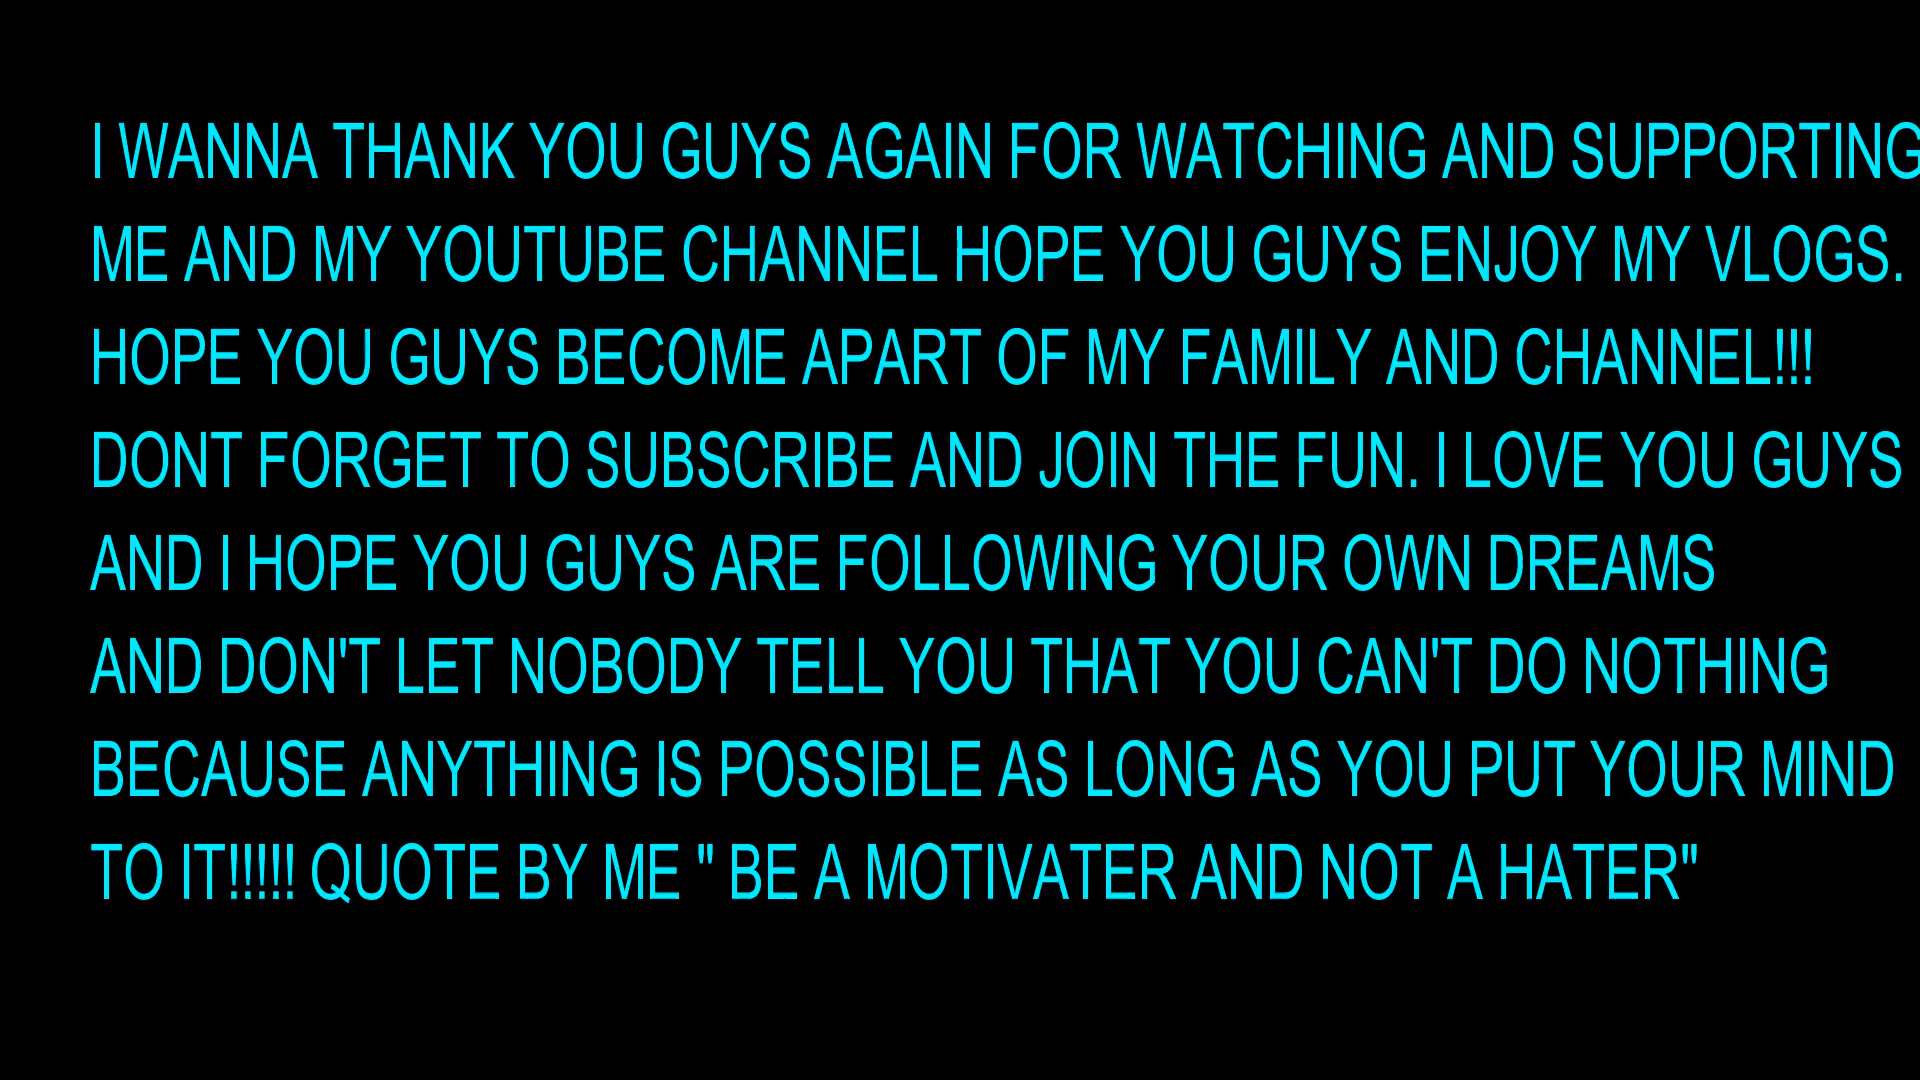 I WANNA THANK YOU GUYS AGAIN FOR WATCHING AND SUPPORTING
ME AND MY YOUTUBE CHANNEL HOPE YOU GUYS ENJOY MY VLOGS.
HOPE YOU GUYS BECOME APART OF MY FAMILY AND CHANNEL!!!
DONT FORGET TO SUBSCRIBE AND JOIN THE FUN. I LOVE YOU GUYS
AND I HOPE YOU GUYS ARE FOLLOWING YOUR OWN DREAMS
AND DON'T LET NOBODY TELL YOU THAT YOU CAN'T DO NOTHING
BECAUSE ANYTHING IS POSSIBLE AS LONG AS YOU PUT YOUR MIND
TO IT!!!!! QUOTE BY ME " BE A MOTIVATER AND NOT A HATER"